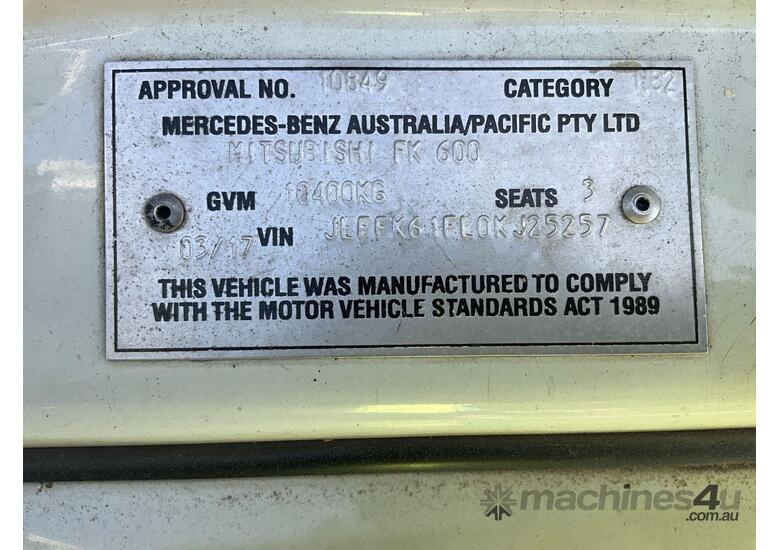 APPROVAL NO. 10849 CATEGORY NB2
MERCEDES-BENZ AUSTRALIA/PACIFIC PTY LTD
MITSUBISHI FK 600
GVM 10400KG SEATS 3
03/17 VIN JLFFK61FL0KJ25257
THIS VEHICLE WAS MANUFACTURED TO COMPLY
WITH THE MOTOR VEHICLE STANDARDS ACT 1989
machines4u
.com.au